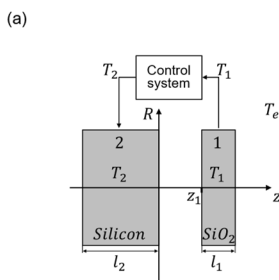 (a)
T₂ Control system T₁
Tₑ
R
2 1
T₂ T₁
z₁ z
Silicon SiO₂
l₂ l₁